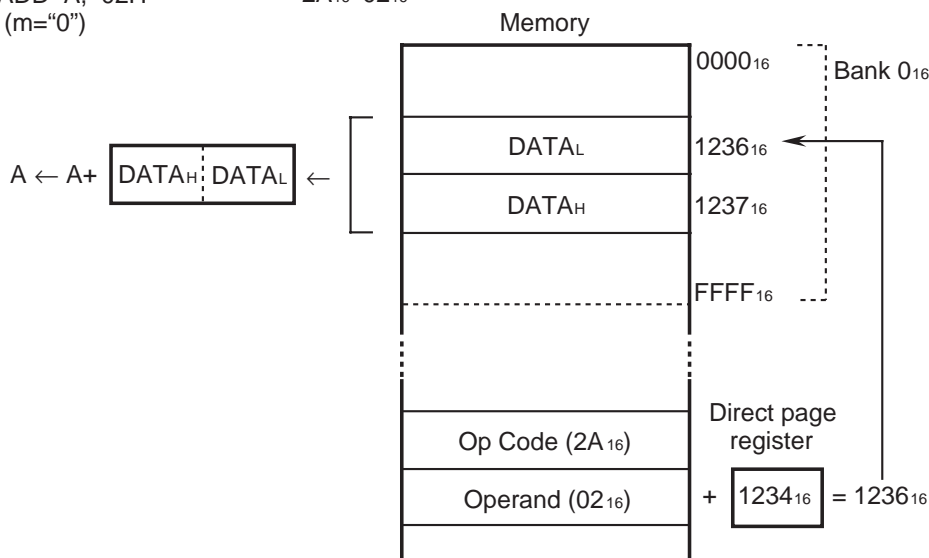 (m=“0”)
Memory
0000₁₆
Bank 0₁₆
DATAL 1236₁₆
A ← A+ DATAH DATAL ←
DATAH 1237₁₆
FFFF₁₆
Direct page
register
Op Code (2A₁₆)
Operand (02₁₆) + 1234₁₆ = 1236₁₆